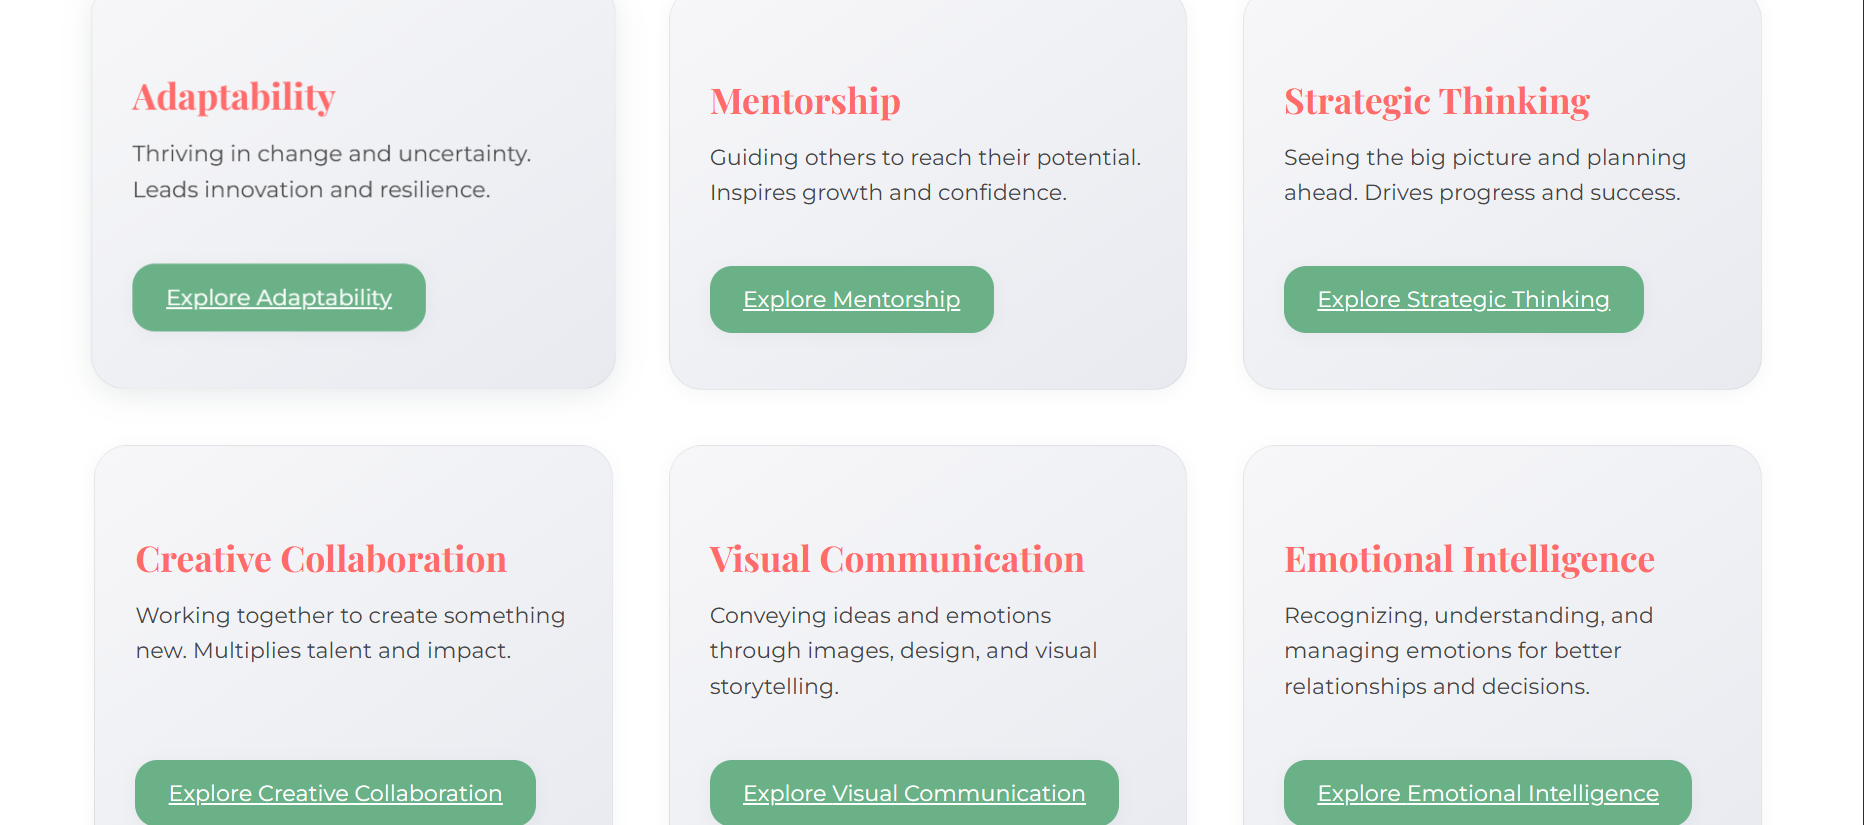 Adaptability
Thriving in change and uncertainty.
Leads innovation and resilience.
Explore Adaptability
Mentorship
Guiding others to reach their potential.
Inspires growth and confidence.
Explore Mentorship
Strategic Thinking
Seeing the big picture and planning
ahead. Drives progress and success.
Explore Strategic Thinking
Creative Collaboration
Working together to create something
new. Multiplies talent and impact.
Explore Creative Collaboration
Visual Communication
Conveying ideas and emotions
through images, design, and visual
storytelling.
Explore Visual Communication
Emotional Intelligence
Recognizing, understanding, and
managing emotions for better
relationships and decisions.
Explore Emotional Intelligence